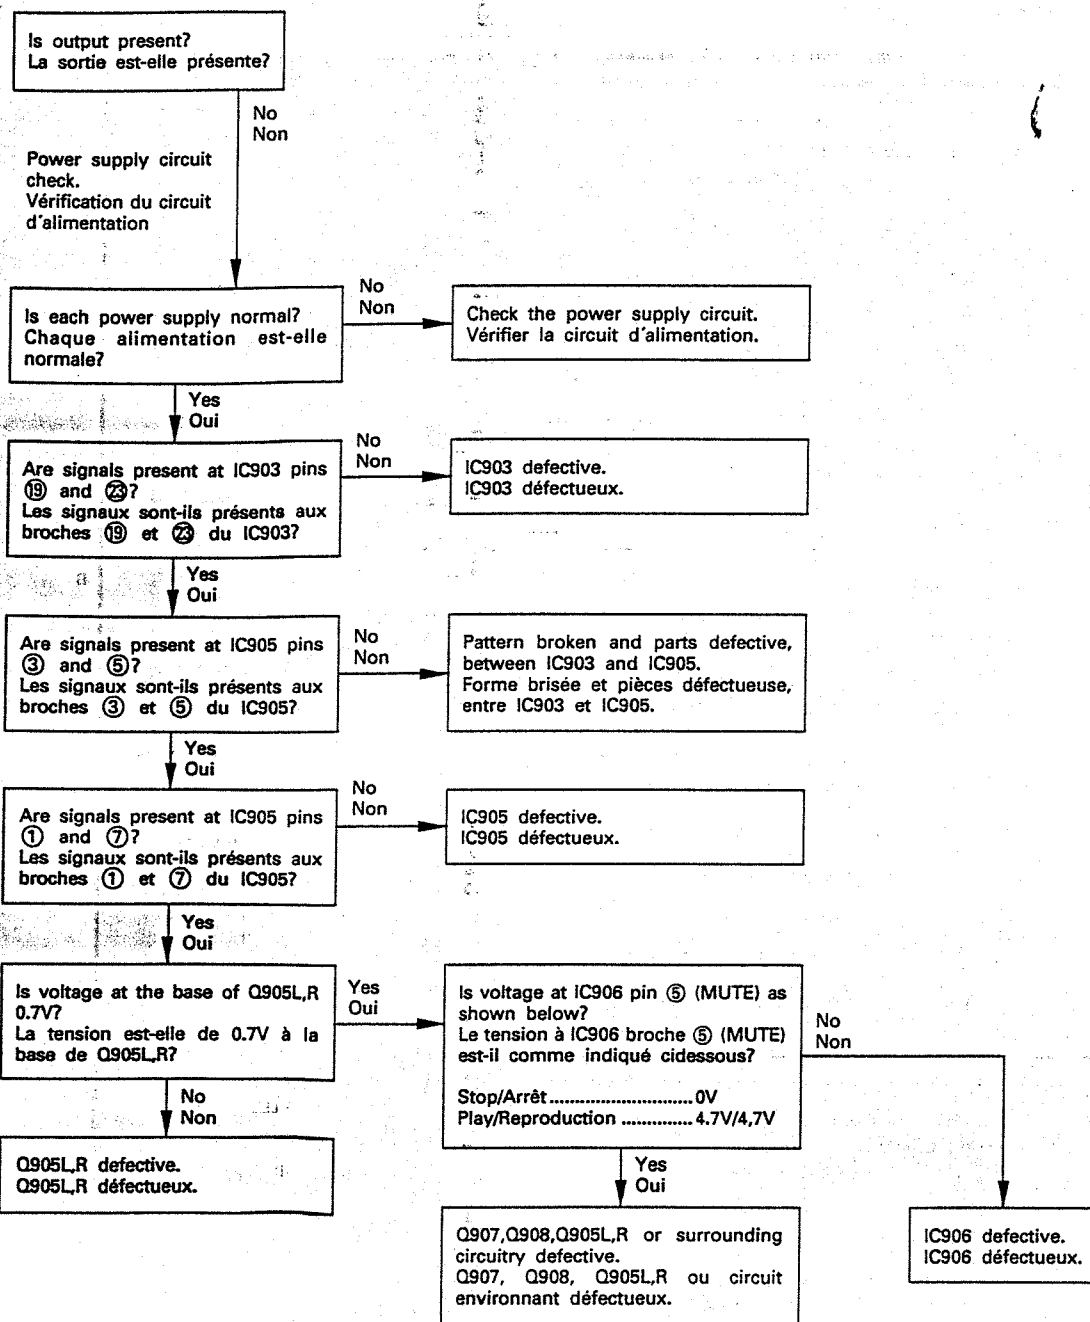 Is output present?
La sortie est-elle présente?
No
Non
Power supply circuit
check.
Vérification du circuit
d'alimentation
Is each power supply normal?
Chaque alimentation est-elle
normale?
No
Non
Check the power supply circuit.
Vérifier la circuit d'alimentation.
Yes
Oui
Are signals present at IC903 pins
⑲ and ㉓?
Les signaux sont-ils présents aux
broches ⑲ et ㉓ du IC903?
No
Non
IC903 defective.
IC903 défectueux.
Yes
Oui
Are signals present at IC905 pins
③ and ⑤?
Les signaux sont-ils présents aux
broches ③ et ⑤ du IC905?
No
Non
Pattern broken and parts defective,
between IC903 and IC905.
Forme brisée et pièces défectueuse,
entre IC903 et IC905.
Yes
Oui
Are signals present at IC905 pins
① and ⑦?
Les signaux sont-ils présents aux
broches ① et ⑦ du IC905?
No
Non
IC905 defective.
IC905 défectueux.
Yes
Oui
Is voltage at the base of Q905L,R
0.7V?
La tension est-elle de 0.7V à la
base de Q905L,R?
Yes
Oui
Is voltage at IC906 pin ⑤ (MUTE) as
shown below?
Le tension à IC906 broche ⑤ (MUTE)
est-il comme indiqué cidessous?
Stop/Arrêt............................0V
Play/Reproduction ..............4.7V/4,7V
No
Non
No
Non
Q905L,R defective.
Q905L,R défectueux.
Yes
Oui
Q907,Q908,Q905L,R or surrounding
circuitry defective.
Q907, Q908, Q905L,R ou circuit
environnant défectueux.
IC906 defective.
IC906 défectueux.